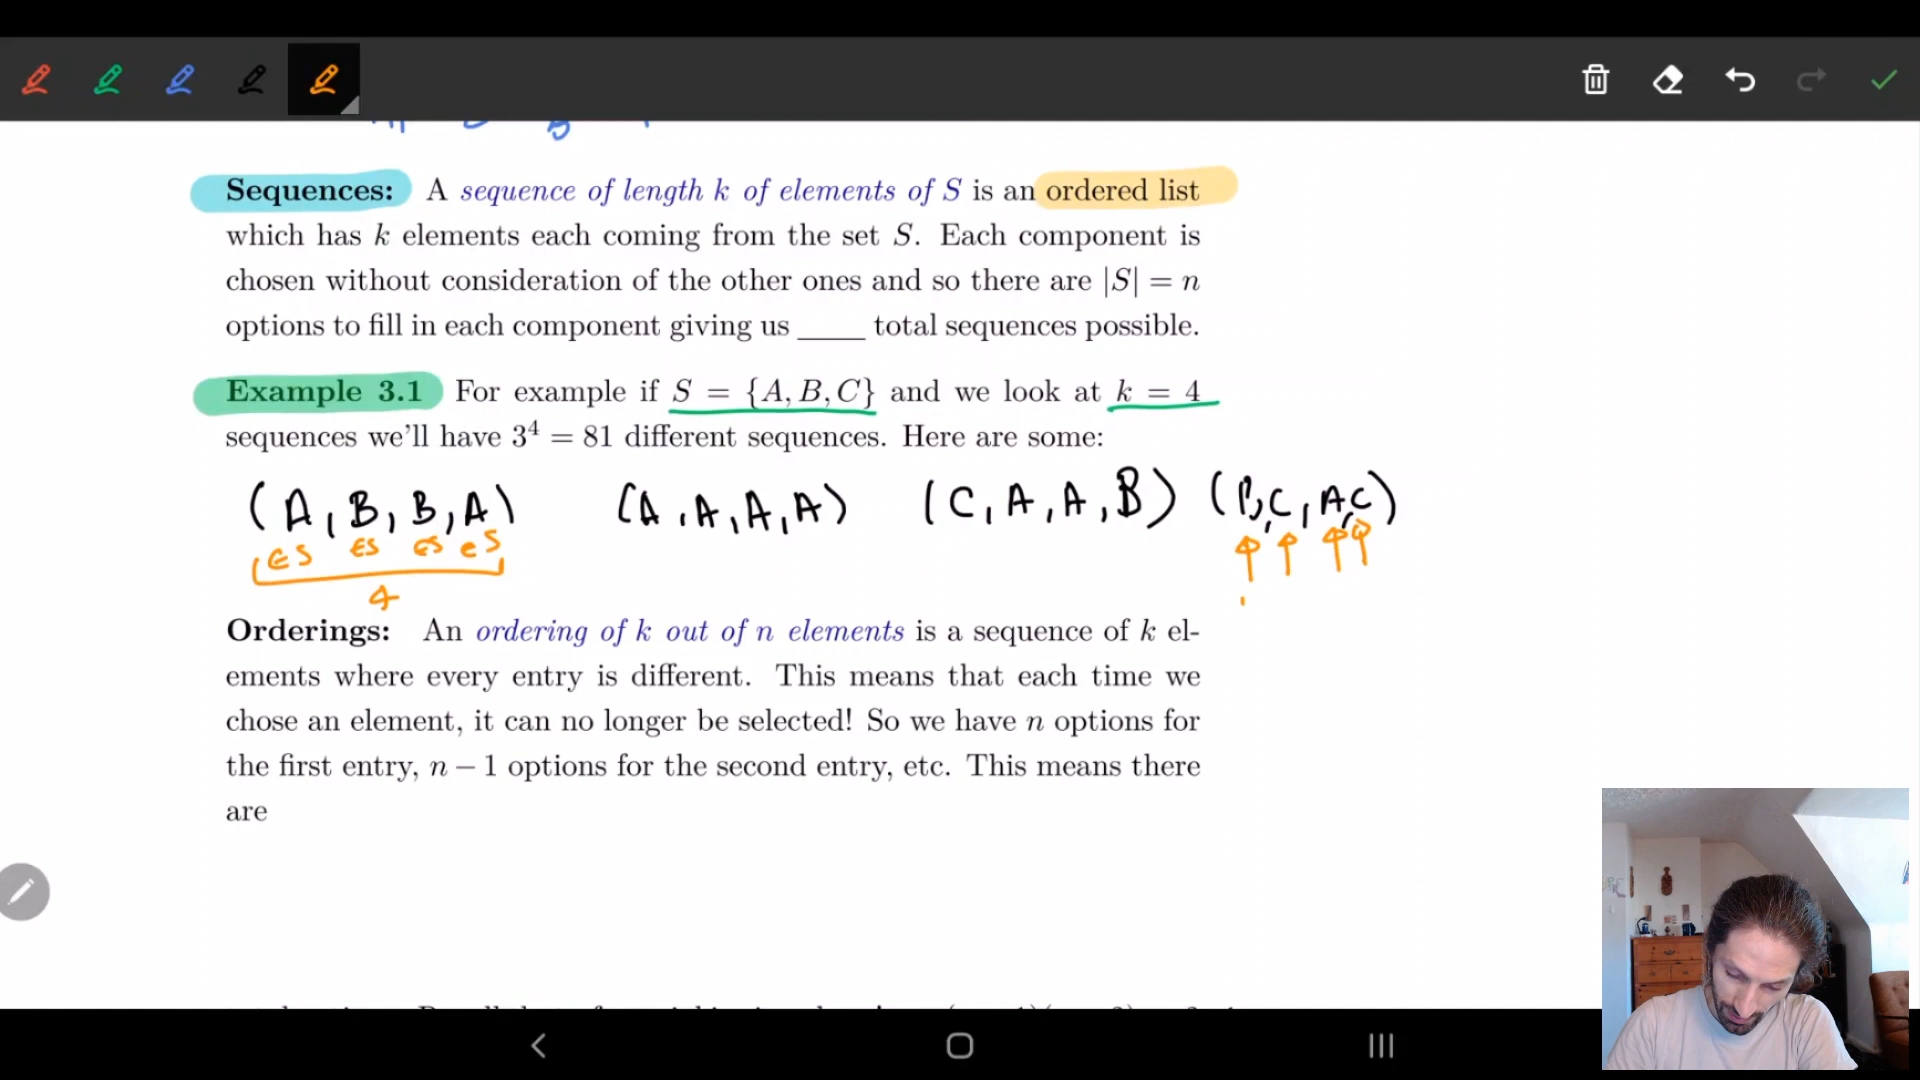 Sequences: A sequence of length k of elements of S is an ordered list
which has k elements each coming from the set S. Each component is
chosen without consideration of the other ones and so there are |S| = n
options to fill in each component giving us ____ total sequences possible.
Example 3.1 For example if S = {A, B, C} and we look at k = 4
sequences we'll have 3⁴ = 81 different sequences. Here are some:
(A, B, B, A) (A, A, A, A) (C, A, A, B) (B, C, A, C)
∈S ∈S ∈S ∈S
4
Orderings: An ordering of k out of n elements is a sequence of k el-
ements where every entry is different. This means that each time we
chose an element, it can no longer be selected! So we have n options for
the first entry, n − 1 options for the second entry, etc. This means there
are